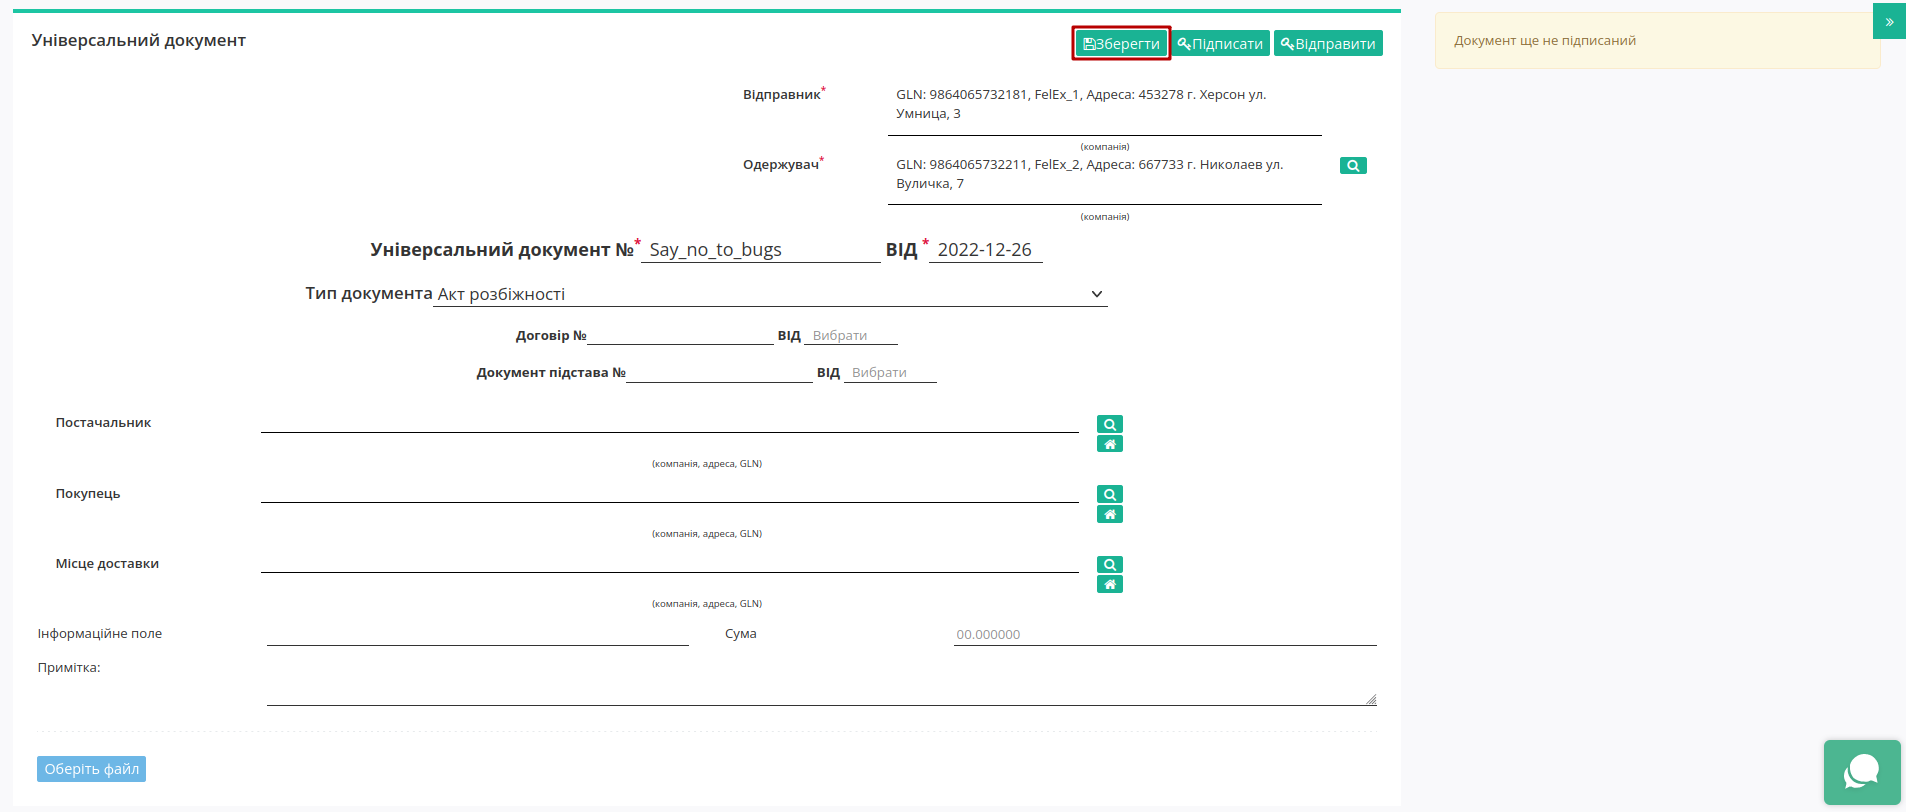 Універсальний документ
Зберегти Підписати Відправити
Документ ще не підписаний
Відправник* GLN: 9864065732181, FelEx_1, Адреса: 453278 г. Херсон ул.
Умница, 3
(компанія)
Одержувач* GLN: 9864065732211, FelEx_2, Адреса: 667733 г. Николаев ул.
Вуличка, 7
(компанія)
Універсальний документ №* Say_no_to_bugs ВІД * 2022-12-26
Тип документа Акт розбіжності
Договір № ВІД Вибрати
Документ підстава № ВІД Вибрати
Постачальник
(компанія, адреса, GLN)
Покупець
(компанія, адреса, GLN)
Місце доставки
(компанія, адреса, GLN)
Інформаційне поле Сума 00.000000
Примітка:
Оберіть файл